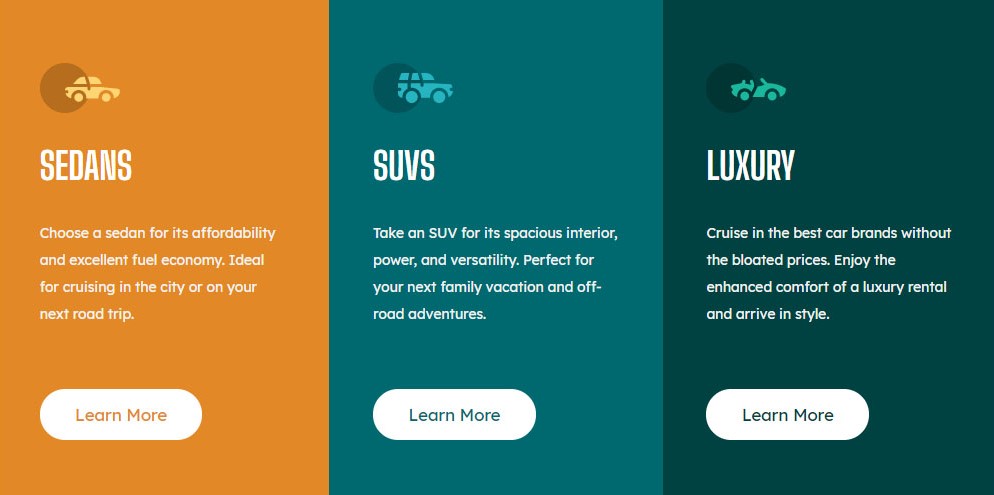 SEDANS
Choose a sedan for its affordability
and excellent fuel economy. Ideal
for cruising in the city or on your
next road trip.
Learn More
SUVS
Take an SUV for its spacious interior,
power, and versatility. Perfect for
your next family vacation and off-
road adventures.
Learn More
LUXURY
Cruise in the best car brands without
the bloated prices. Enjoy the
enhanced comfort of a luxury rental
and arrive in style.
Learn More